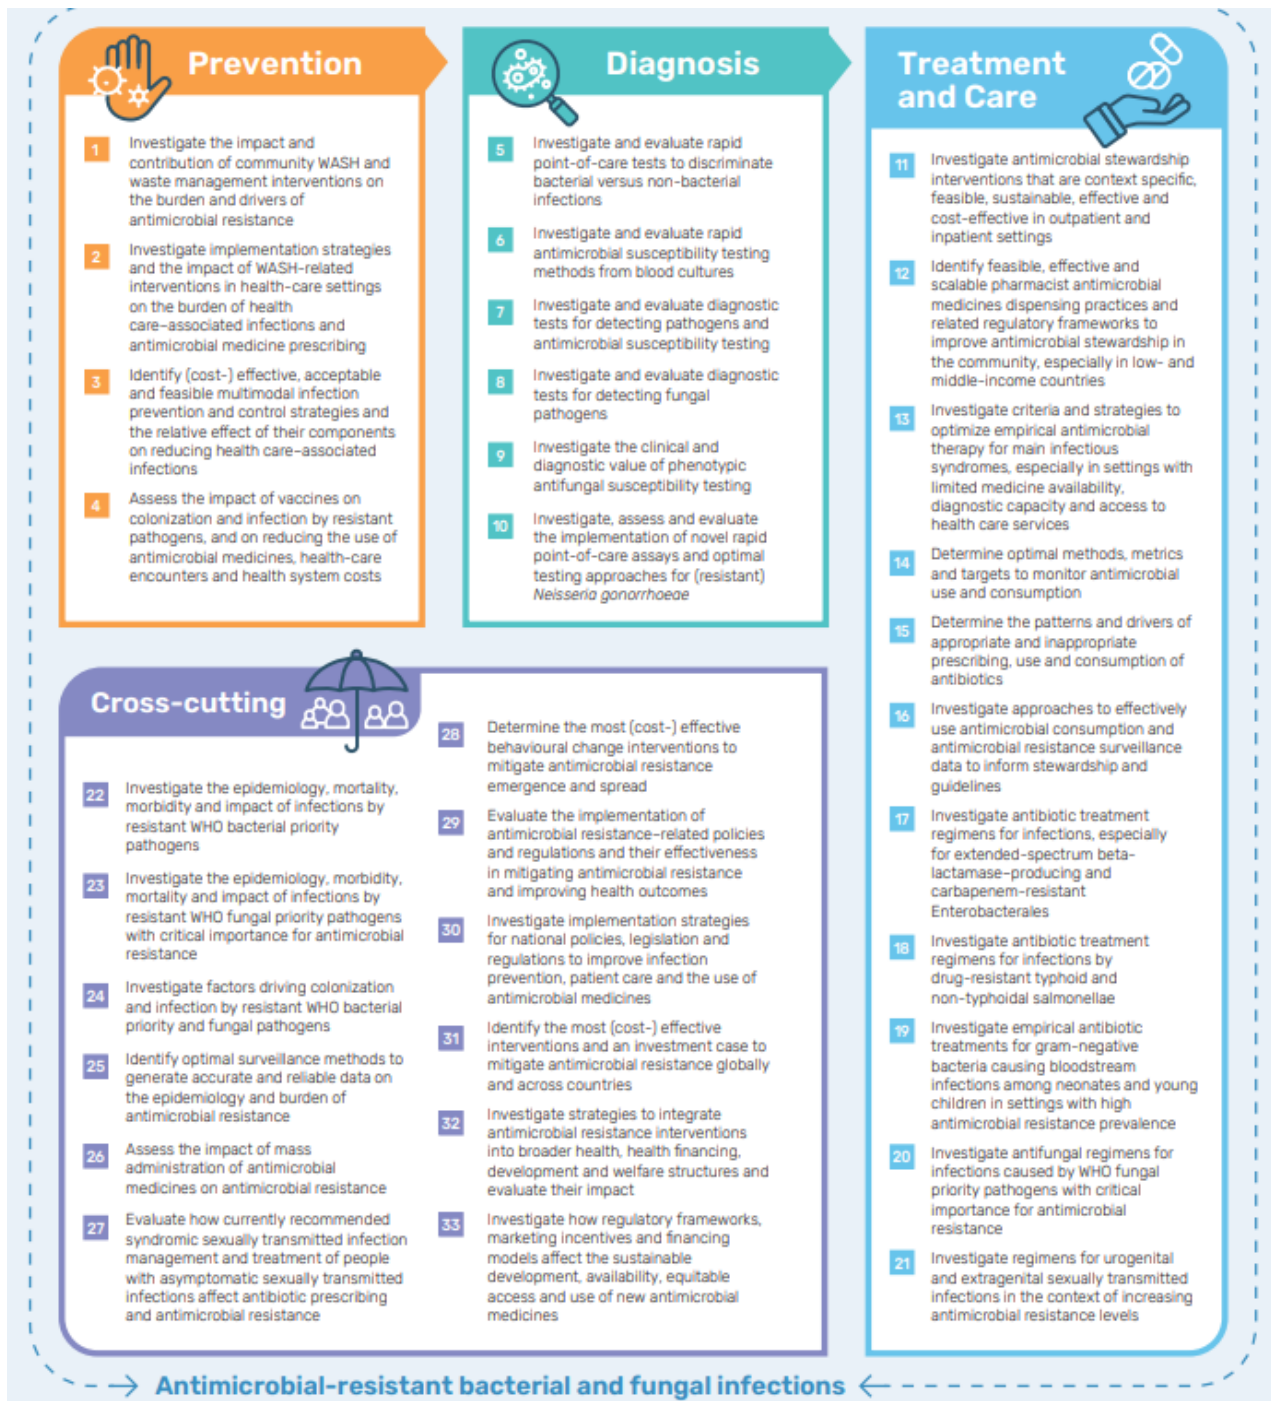 Prevention
1
Investigate the impact and
contribution of community WASH and
waste management interventions on
the burden and drivers of
antimicrobial resistance
2
Investigate implementation strategies
and the impact of WASH-related
interventions in health-care settings
on the burden of health
care-associated infections and
antimicrobial medicine prescribing
3
Identify (cost-) effective, acceptable
and feasible multimodal infection
prevention and control strategies and
the relative effect of their components
on reducing health care-associated
infections
4
Assess the impact of vaccines on
colonization and infection by resistant
pathogens, and on reducing the use of
antimicrobial medicines, health-care
encounters and health system costs
Diagnosis
5
Investigate and evaluate rapid
point-of-care tests to discriminate
bacterial versus non-bacterial
infections
6
Investigate and evaluate rapid
antimicrobial susceptibility testing
methods from blood cultures
7
Investigate and evaluate diagnostic
tests for detecting pathogens and
antimicrobial susceptibility testing
8
Investigate and evaluate diagnostic
tests for detecting fungal
pathogens
9
Investigate the clinical and
diagnostic value of phenotypic
antifungal susceptibility testing
10
Investigate, assess and evaluate
the implementation of novel rapid
point-of-care assays and optimal
testing approaches for (resistant)
Neisseria gonorrhoeae
Treatment
and Care
11
Investigate antimicrobial stewardship
interventions that are context specific,
feasible, sustainable, effective and
cost-effective in outpatient and
inpatient settings
12
Identify feasible, effective and
scalable pharmacist antimicrobial
medicines dispensing practices and
related regulatory frameworks to
improve antimicrobial stewardship in
the community, especially in low- and
middle-income countries
13
Investigate criteria and strategies to
optimize empirical antimicrobial
therapy for main infectious
syndromes, especially in settings with
limited medicine availability,
diagnostic capacity and access to
health care services
14
Determine optimal methods, metrics
and targets to monitor antimicrobial
use and consumption
15
Determine the patterns and drivers of
appropriate and inappropriate
prescribing, use and consumption of
antibiotics
16
Investigate approaches to effectively
use antimicrobial consumption and
antimicrobial resistance surveillance
data to inform stewardship and
guidelines
17
Investigate antibiotic treatment
regimens for infections, especially
for extended-spectrum beta-
lactamase-producing and
carbapenem-resistant
Enterobacterales
18
Investigate antibiotic treatment
regimens for infections by
drug-resistant typhoid and
non-typhoidal salmonellae
19
Investigate empirical antibiotic
treatments for gram-negative
bacteria causing bloodstream
infections among neonates and young
children in settings with high
antimicrobial resistance prevalence
20
Investigate antifungal regimens for
infections caused by WHO fungal
priority pathogens with critical
importance for antimicrobial
resistance
21
Investigate regimens for urogenital
and extragenital sexually transmitted
infections in the context of increasing
antimicrobial resistance levels
Cross-cutting
22
Investigate the epidemiology, mortality,
morbidity and impact of infections by
resistant WHO bacterial priority
pathogens
23
Investigate the epidemiology, morbidity,
mortality and impact of infections by
resistant WHO fungal priority pathogens
with critical importance for antimicrobial
resistance
24
Investigate factors driving colonization
and infection by resistant WHO bacterial
priority and fungal pathogens
25
Identify optimal surveillance methods to
generate accurate and reliable data on
the epidemiology and burden of
antimicrobial resistance
26
Assess the impact of mass
administration of antimicrobial
medicines on antimicrobial resistance
27
Evaluate how currently recommended
syndromic sexually transmitted infection
management and treatment of people
with asymptomatic sexually transmitted
infections affect antibiotic prescribing
and antimicrobial resistance
28
Determine the most (cost-) effective
behavioural change interventions to
mitigate antimicrobial resistance
emergence and spread
29
Evaluate the implementation of
antimicrobial resistance-related policies
and regulations and their effectiveness
in mitigating antimicrobial resistance
and improving health outcomes
30
Investigate implementation strategies
for national policies, legislation and
regulations to improve infection
prevention, patient care and the use of
antimicrobial medicines
31
Identify the most (cost-) effective
interventions and an investment case to
mitigate antimicrobial resistance globally
and across countries
32
Investigate strategies to integrate
antimicrobial resistance interventions
into broader health, health financing,
development and welfare structures and
evaluate their impact
33
Investigate how regulatory frameworks,
marketing incentives and financing
models affect the sustainable
development, availability, equitable
access and use of new antimicrobial
medicines
Antimicrobial-resistant bacterial and fungal infections